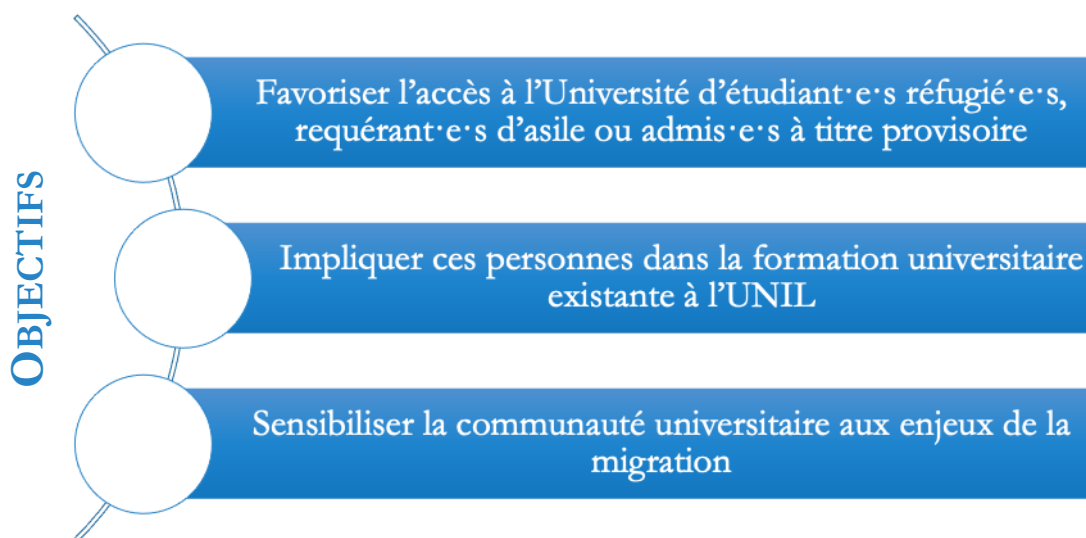 OBJECTIFS
Favoriser l’accès à l’Université d’étudiant·e·s réfugié·e·s,
requérant·e·s d’asile ou admis·e·s à titre provisoire
Impliquer ces personnes dans la formation universitaire
existante à l’UNIL
Sensibiliser la communauté universitaire aux enjeux de la
migration